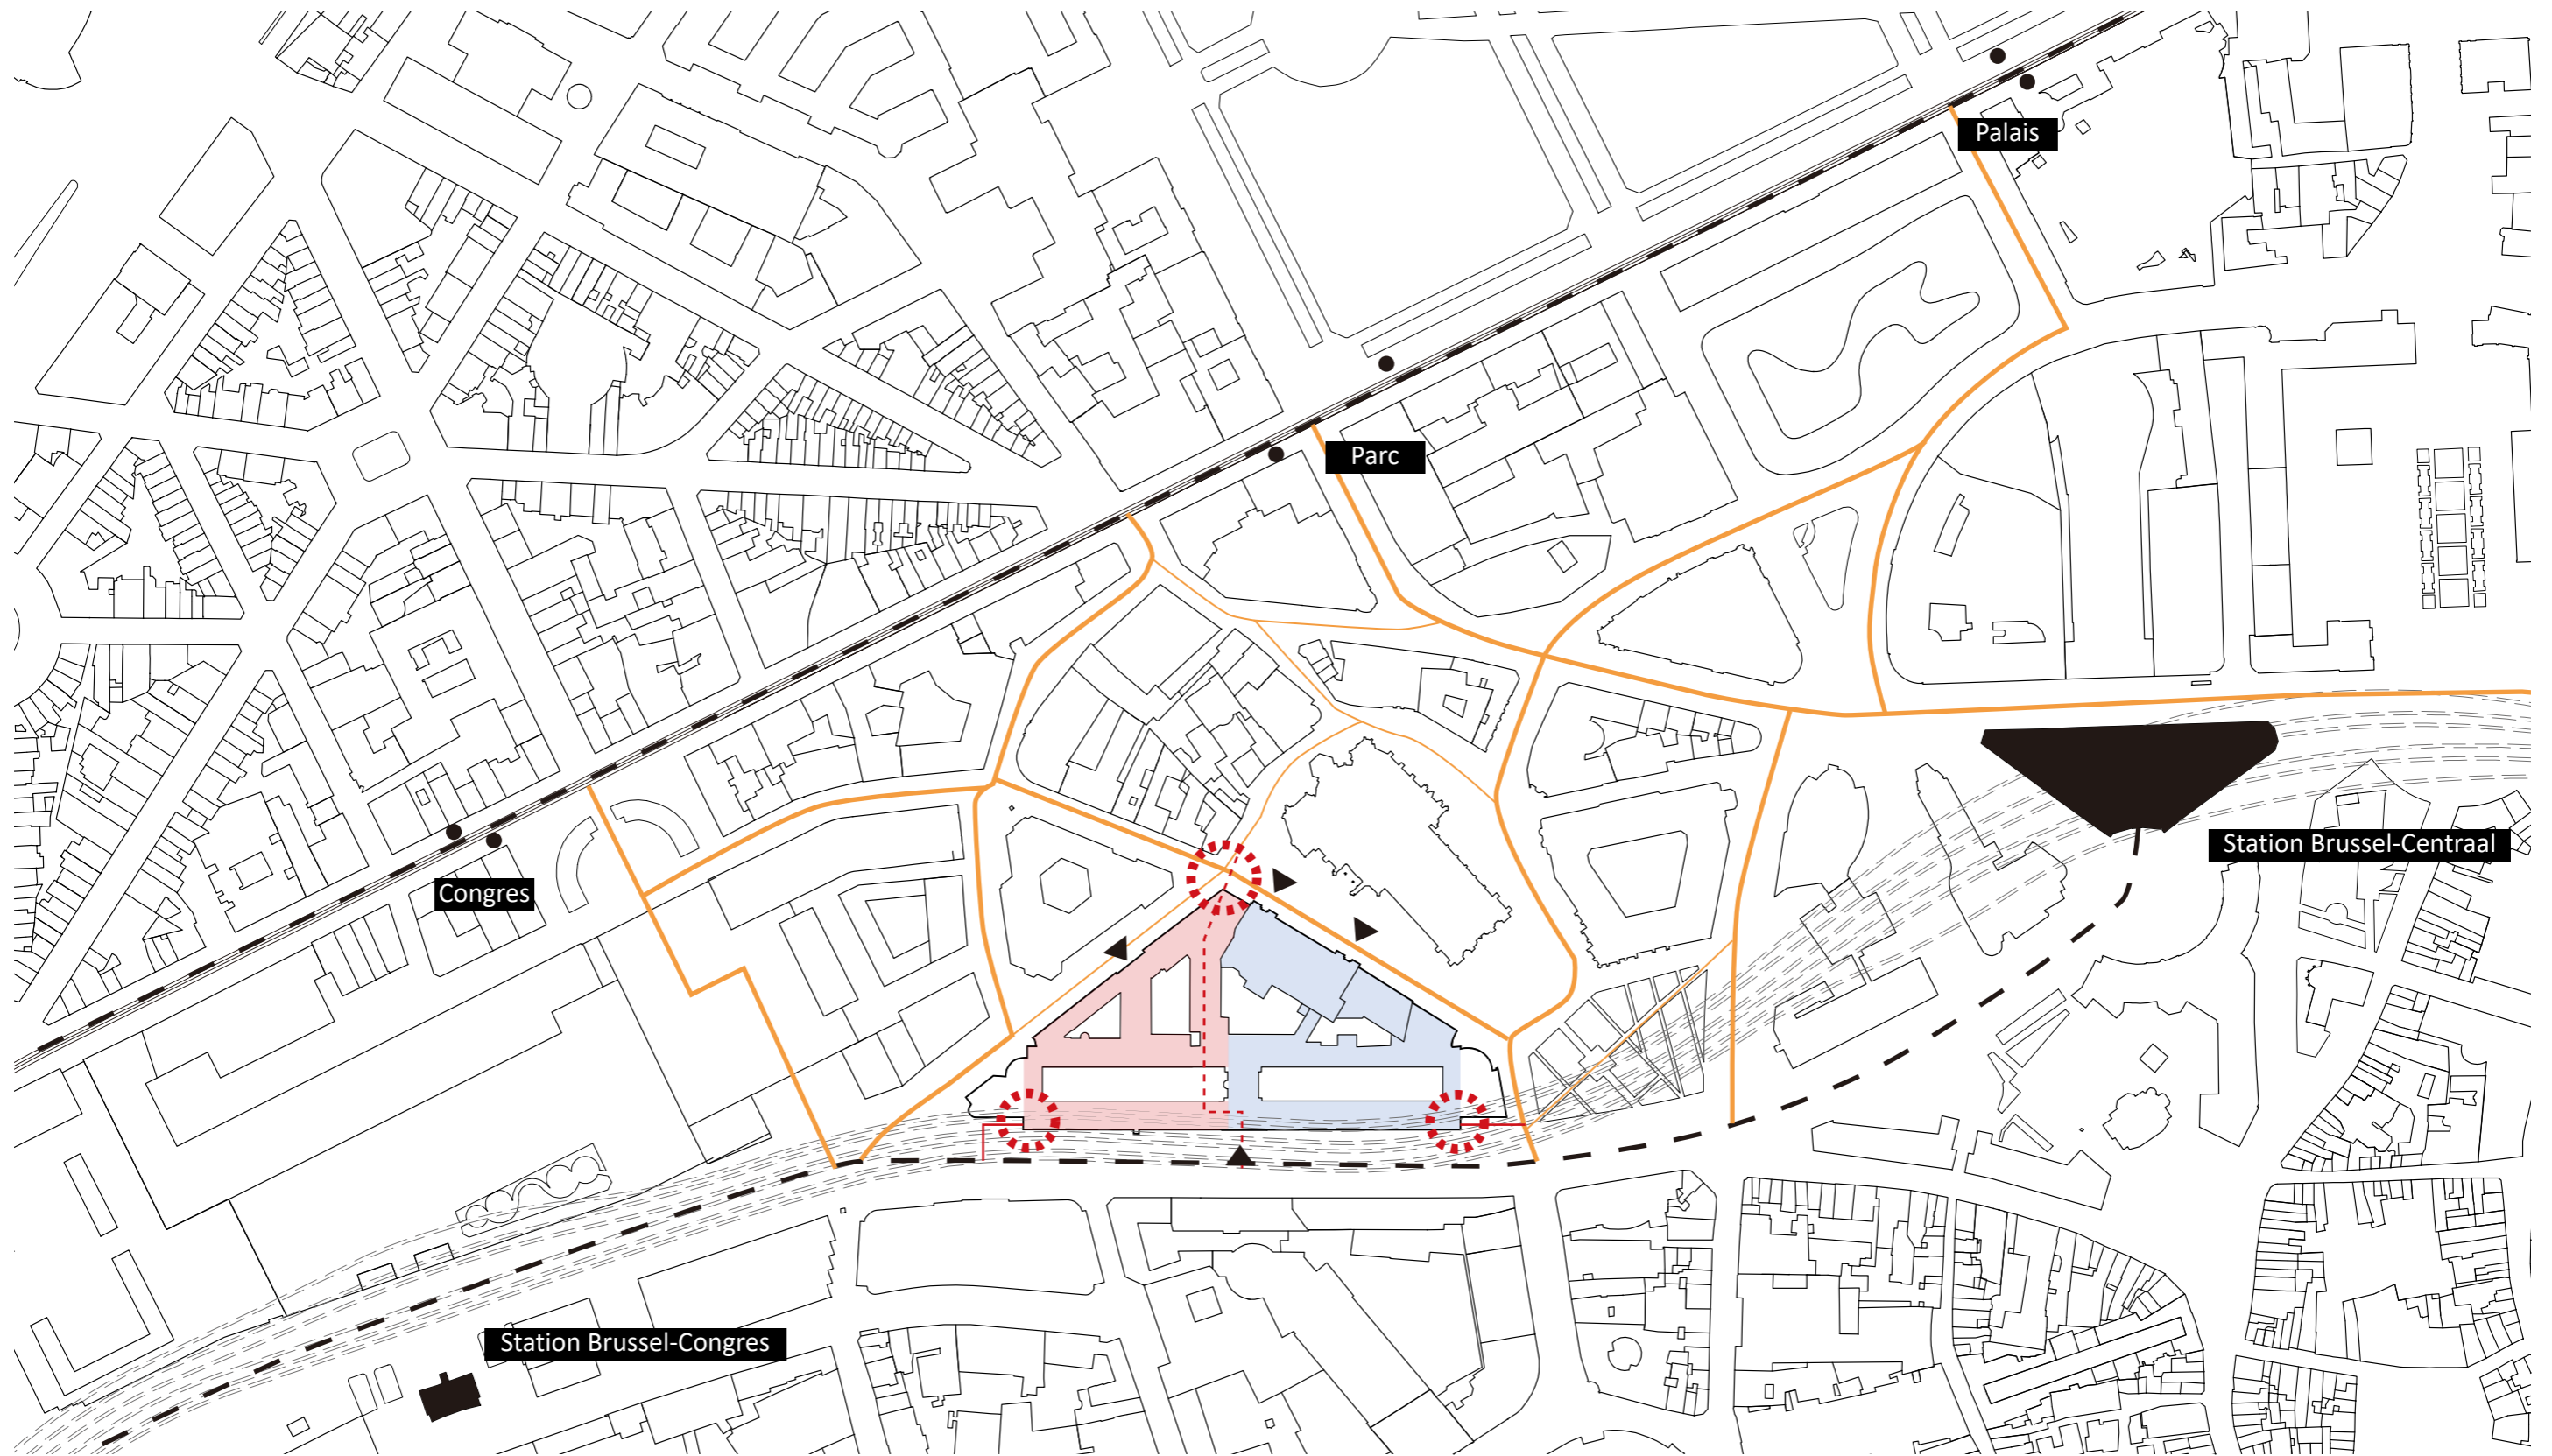 Palais
Parc
Station Brussel-Centraal
Congres
Station Brussel-Congres